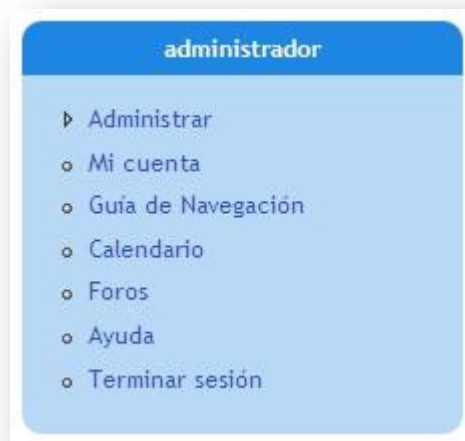 administrador
Administrar
Mi cuenta
Guía de Navegación
Calendario
Foros
Ayuda
Terminar sesión